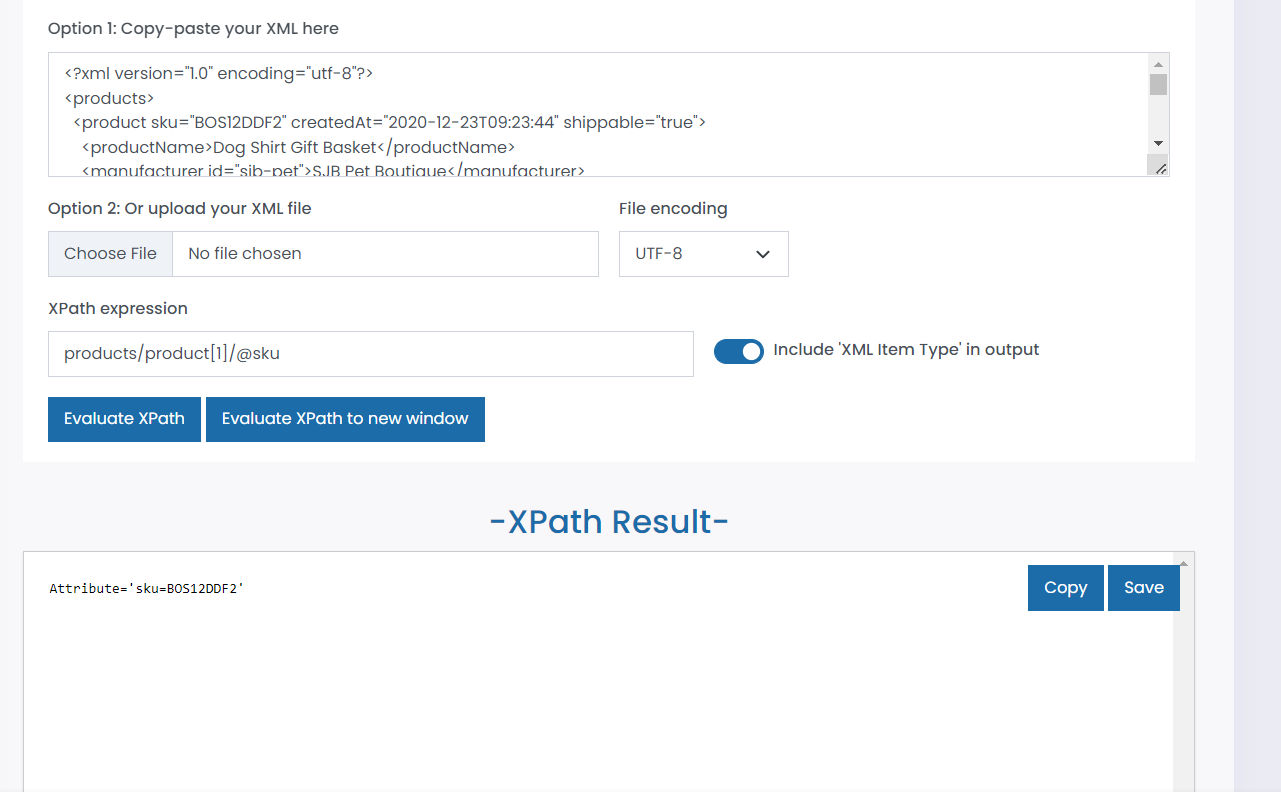 Option 1: Copy-paste your XML here
<?xml version="1.0" encoding="utf-8"?>
<products>
<product sku="BOS12DDF2" createdAt="2020-12-23T09:23:44" shippable="true">
<productName>Dog Shirt Gift Basket</productName>
<manufacturer id="sjb-pet">SJB Pet Boutique</manufacturer>
Option 2: Or upload your XML file
File encoding
Choose File No file chosen
UTF-8
XPath expression
products/product[1]/@sku
Include 'XML Item Type' in output
Evaluate XPath
Evaluate XPath to new window
-XPath Result-
Attribute='sku=BOS12DDF2'
Copy
Save